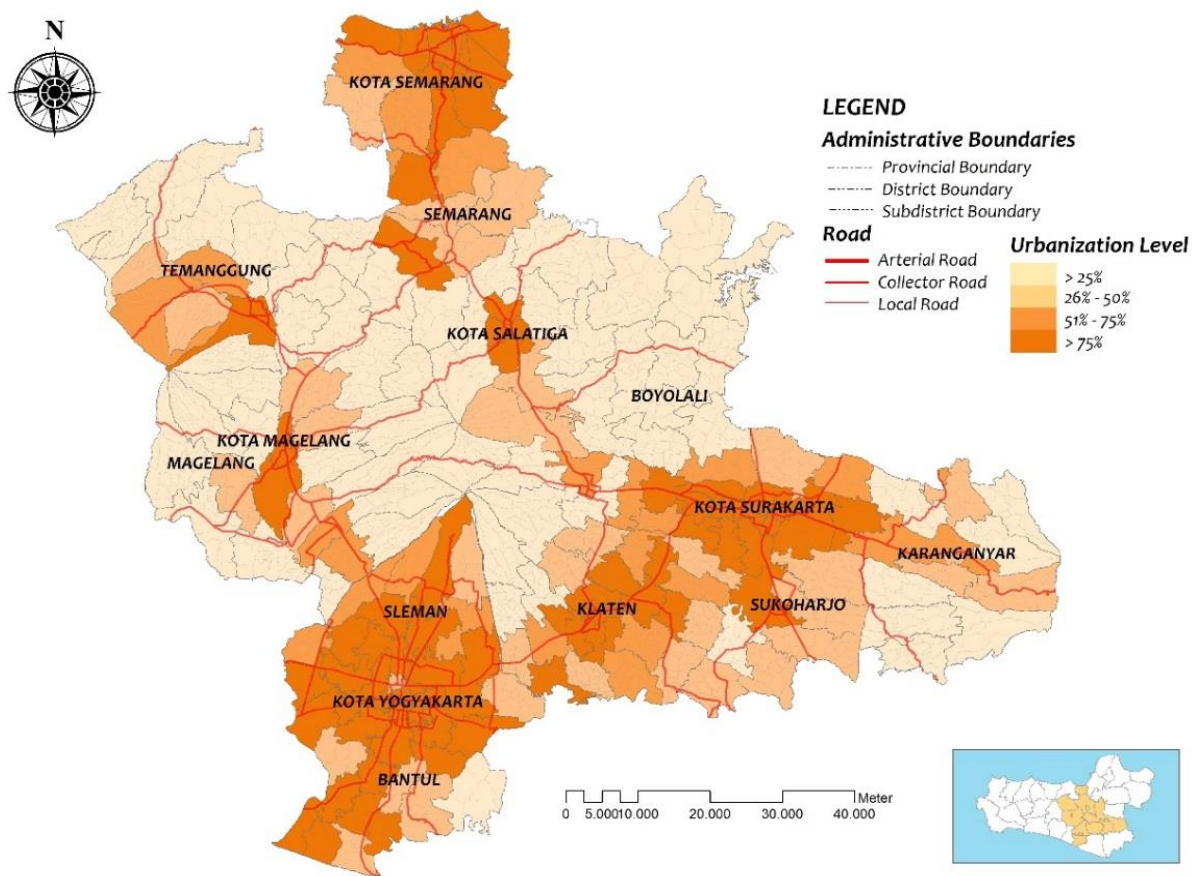 N
KOTA SEMARANG
SEMARANG
TEMANGGUNG
KOTA SALATIGA
BOYOLALI
KOTA MAGELANG
MAGELANG
KOTA SURAKARTA
KARANGANYAR
SLEMAN
KLATEN
SUKOHARJO
KOTA YOGYAKARTA
BANTUL
LEGEND
Administrative Boundaries
Provincial Boundary
District Boundary
Subdistrict Boundary
Road
Arterial Road
Collector Road
Local Road
Urbanization Level
> 25%
26% - 50%
51% - 75%
> 75%
Meter
0 5.00010.000 20.000 30.000 40.000